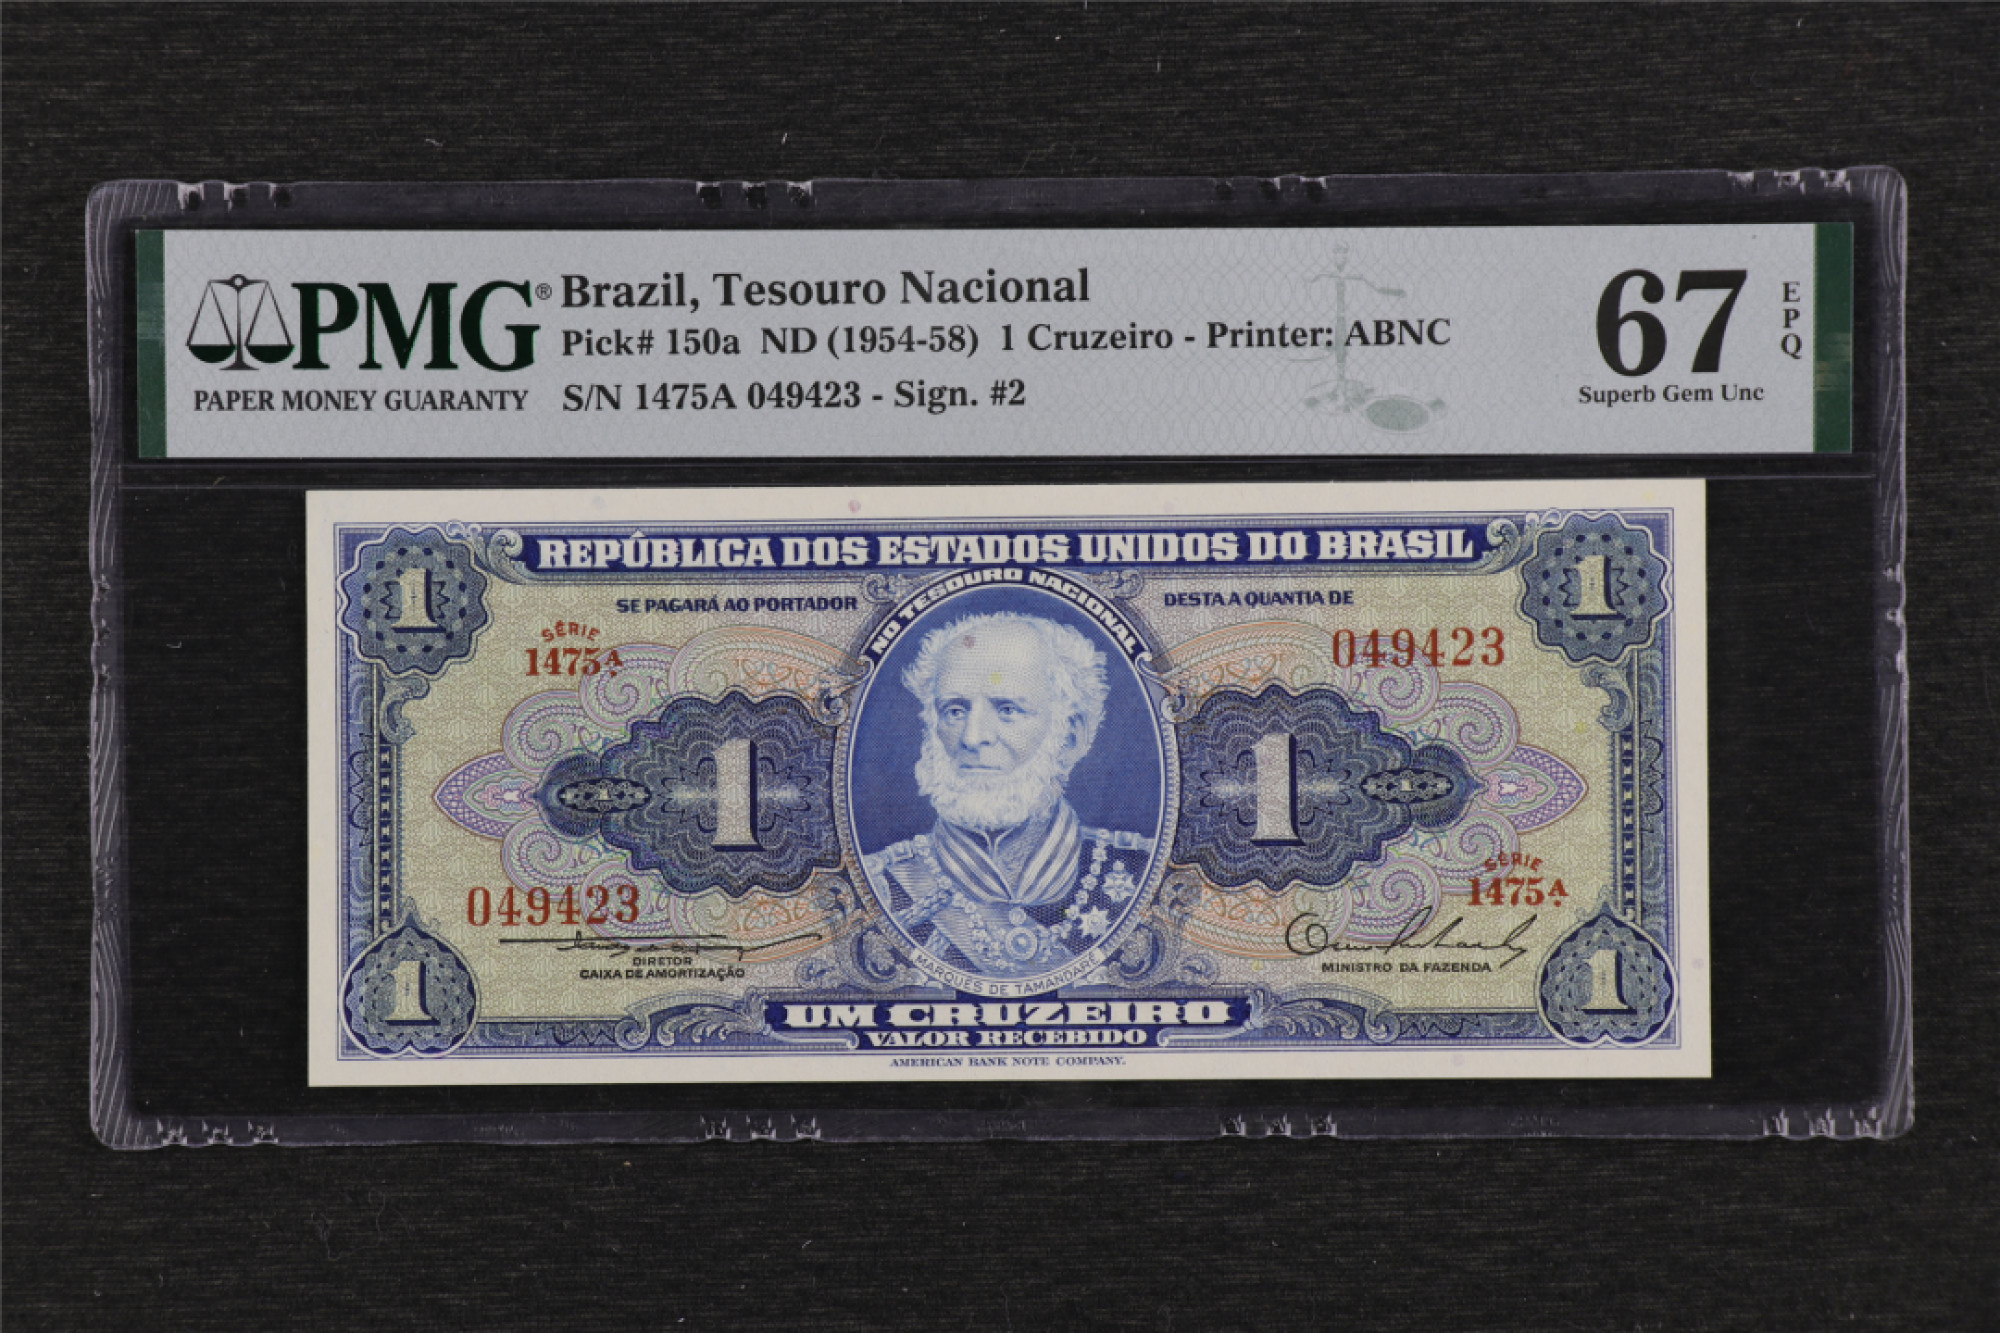 PMG®
PAPER MONEY GUARANTY
Brazil, Tesouro Nacional
Pick# 150a ND (1954-58) 1 Cruzeiro - Printer: ABNC
S/N 1475A 049423 - Sign. #2
67
EPQ
Superb Gem Unc
REPÚBLICA DOS ESTADOS UNIDOS DO BRASIL
1
1
SE PAGARÁ AO PORTADOR
NO TESOURO NACIONAL
DESTA A QUANTIA DE
SÉRIE
1475A
049423
1
1
1
1
049423
SÉRIE
1475A
DIRETOR
CAIXA DE AMORTIZAÇÃO
MARQUÊS DE TAMANDARÉ
MINISTRO DA FAZENDA
1
1
UM CRUZEIRO
VALOR RECEBIDO
AMERICAN BANK NOTE COMPANY.